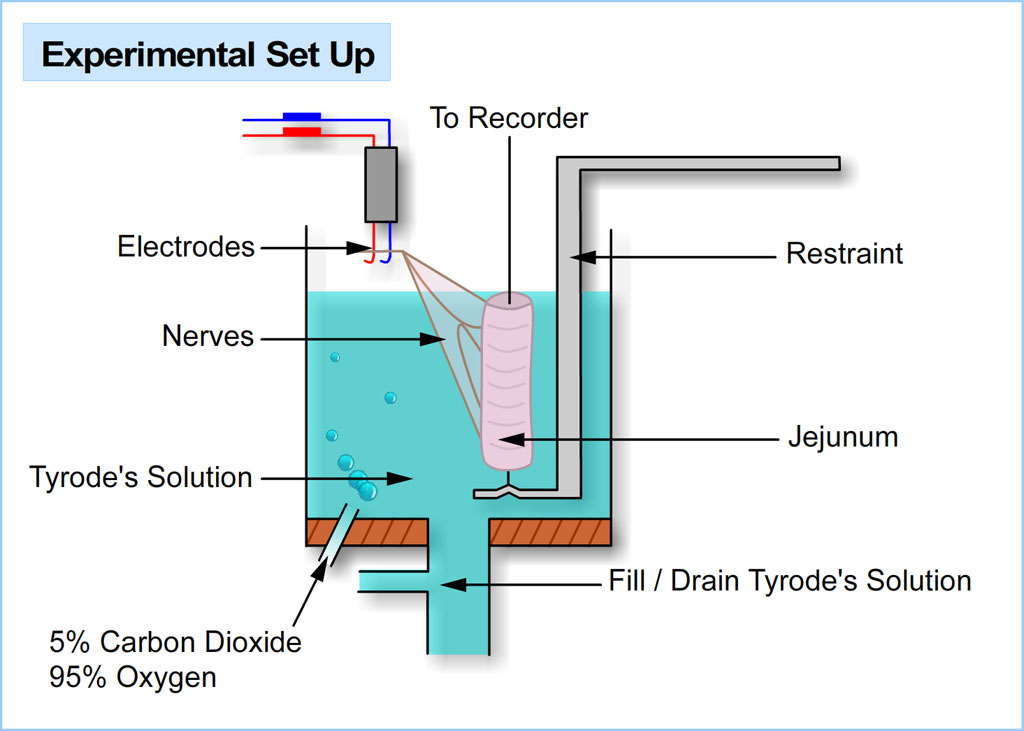 Experimental Set Up
To Recorder
Electrodes
Restraint
Nerves
Jejunum
Tyrode's Solution
Fill / Drain Tyrode's Solution
5% Carbon Dioxide
95% Oxygen